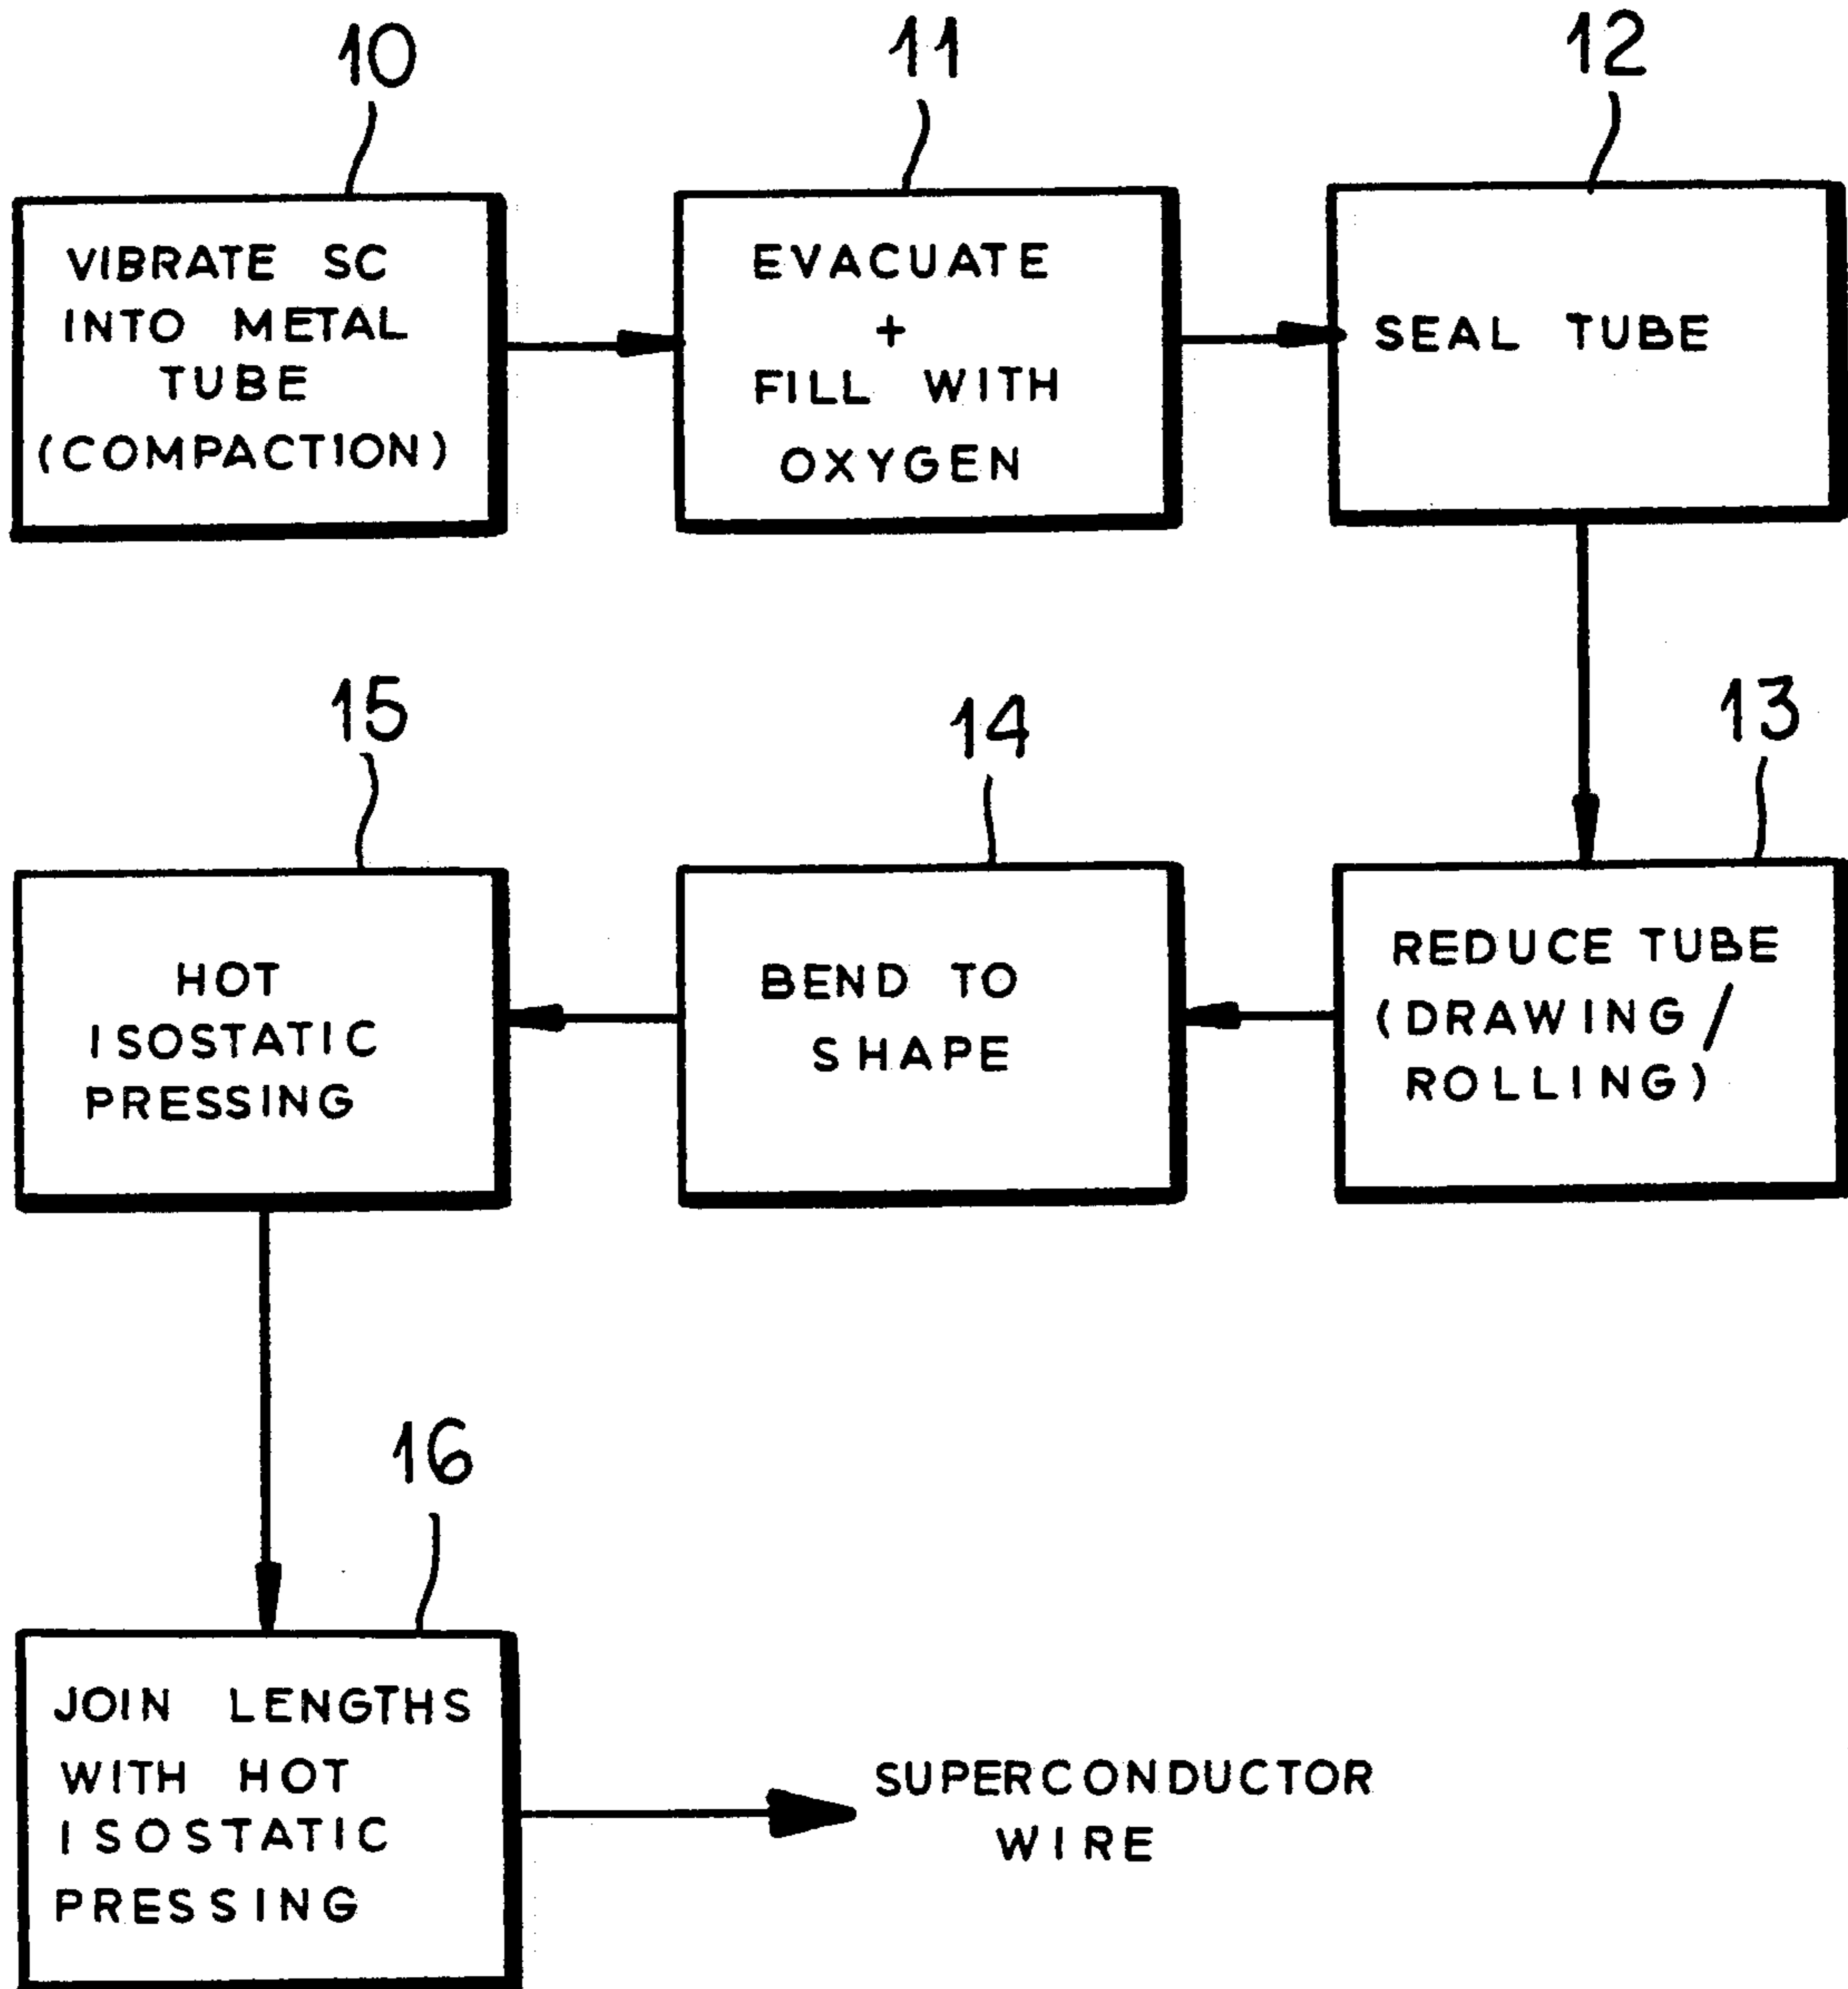 10
VIBRATE SC
INTO METAL
TUBE
(COMPACTION)
11
EVACUATE
+
FILL WITH
OXYGEN
12
SEAL TUBE
13
REDUCE TUBE
(DRAWING/
ROLLING)
14
BEND TO
SHAPE
15
HOT
ISOSTATIC
PRESSING
16
JOIN LENGTHS
WITH HOT
ISOSTATIC
PRESSING
SUPERCONDUCTOR
WIRE